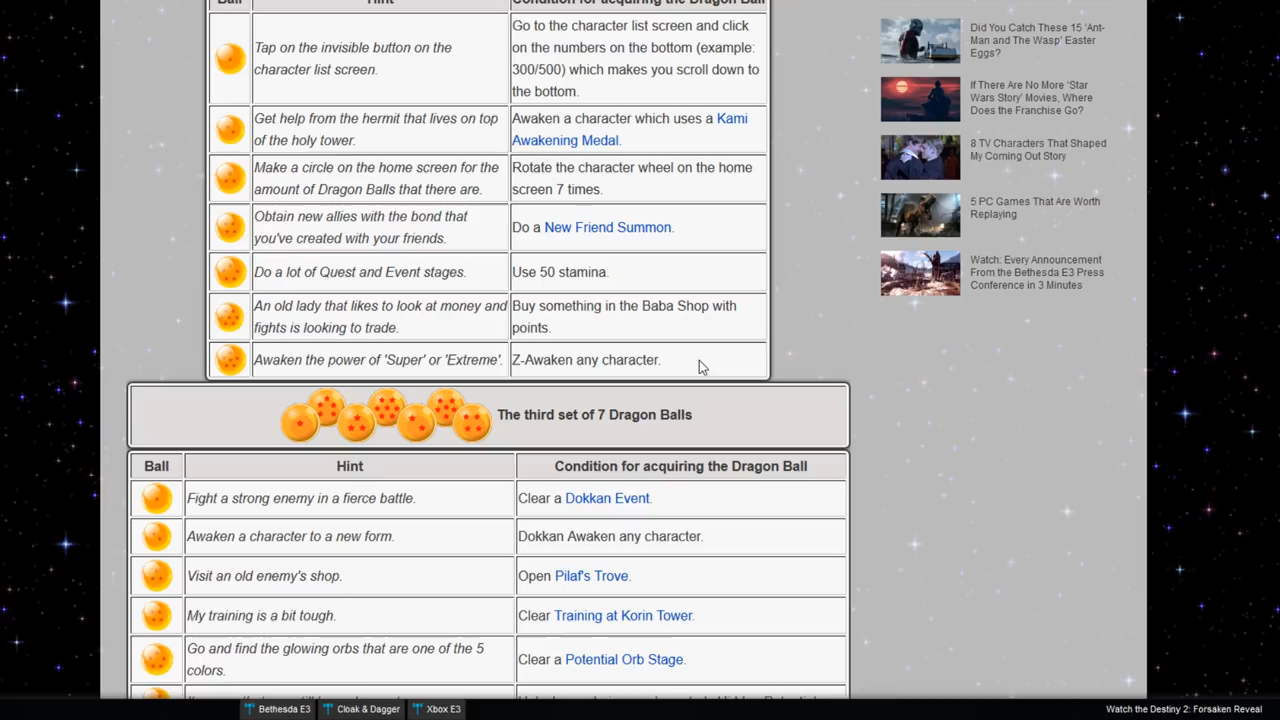 Ball
Hint
Condition for acquiring the Dragon Ball
Tap on the invisible button on the
character list screen.
Go to the character list screen and click
on the numbers on the bottom (example:
300/500) which makes you scroll down to
the bottom.
Get help from the hermit that lives on top
of the holy tower.
Awaken a character which uses a Kami
Awakening Medal.
Make a circle on the home screen for the
amount of Dragon Balls that there are.
Rotate the character wheel on the home
screen 7 times.
Obtain new allies with the bond that
you've created with your friends.
Do a New Friend Summon.
Do a lot of Quest and Event stages.
Use 50 stamina.
An old lady that likes to look at money and
fights is looking to trade.
Buy something in the Baba Shop with
points.
Awaken the power of 'Super' or 'Extreme'.
Z-Awaken any character.
The third set of 7 Dragon Balls
Ball
Hint
Condition for acquiring the Dragon Ball
Fight a strong enemy in a fierce battle.
Clear a Dokkan Event.
Awaken a character to a new form.
Dokkan Awaken any character.
Visit an old enemy's shop.
Open Pilaf's Trove.
My training is a bit tough.
Clear Training at Korin Tower.
Go and find the glowing orbs that are one of the 5
colors.
Clear a Potential Orb Stage.
Did You Catch These 15 'Ant-
Man and The Wasp' Easter
Eggs?
If There Are No More 'Star
Wars Story' Movies, Where
Does the Franchise Go?
8 TV Characters That Shaped
My Coming Out Story
5 PC Games That Are Worth
Replaying
Watch: Every Announcement
From the Bethesda E3 Press
Conference in 3 Minutes
Bethesda E3
Cloak & Dagger
Xbox E3
Watch the Destiny 2: Forsaken Reveal